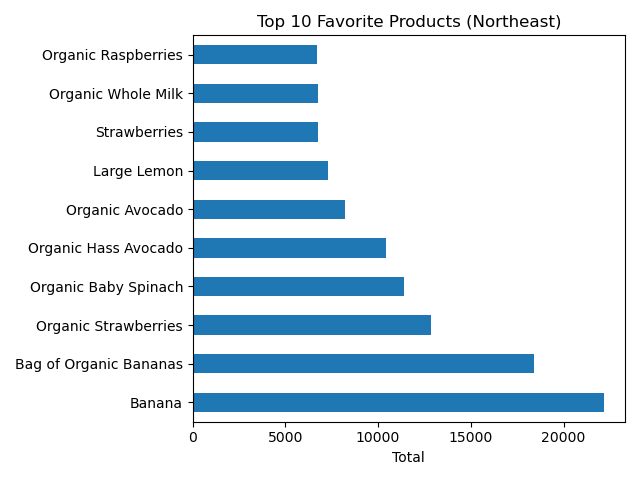 Top 10 Favorite Products (Northeast)
Organic Raspberries
Organic Whole Milk
Strawberries
Large Lemon
Organic Avocado
Organic Hass Avocado
Organic Baby Spinach
Organic Strawberries
Bag of Organic Bananas
Banana
0 5000 10000 15000 20000
Total